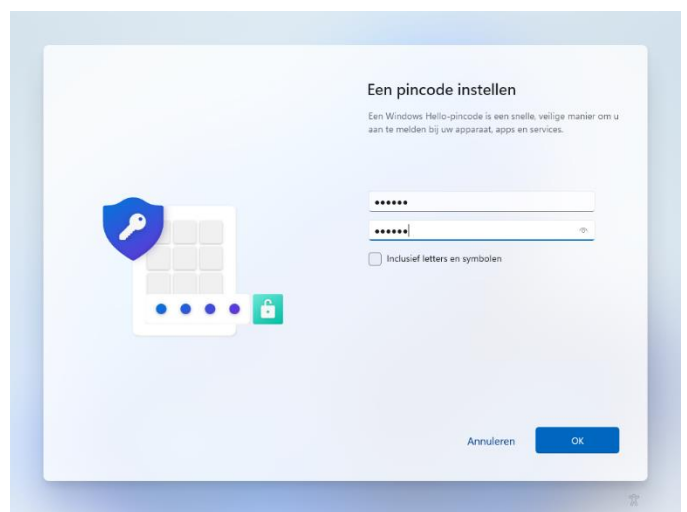 Een pincode instellen
Een Windows Hello-pincode is een snelle, veilige manier om u
aan te melden bij uw apparaat, apps en services.
••••••
••••••
Inclusief letters en symbolen
Annuleren
OK